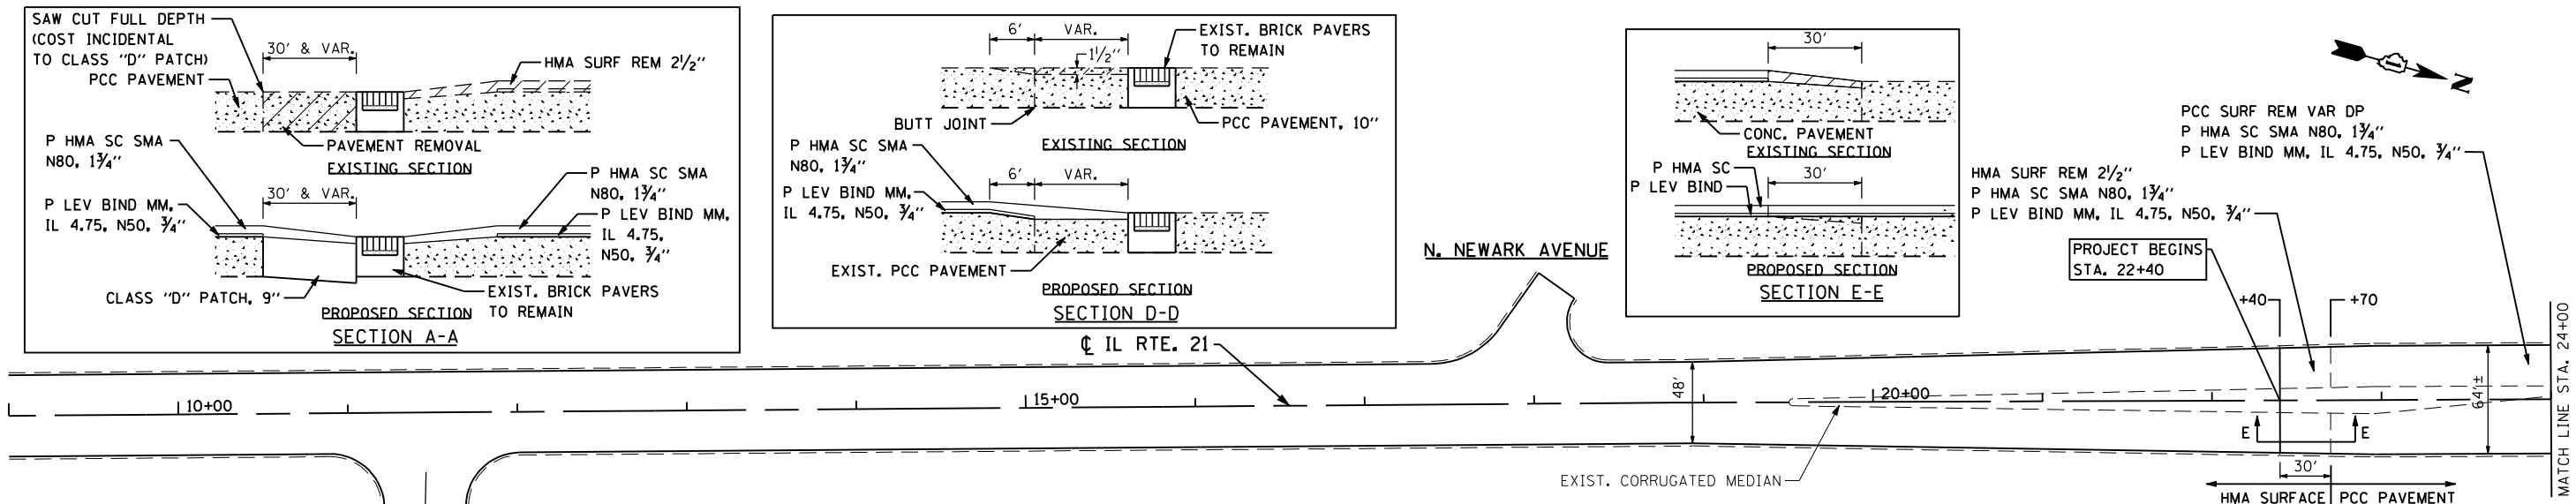 SAW CUT FULL DEPTH
(COST INCIDENTAL
TO CLASS "D" PATCH)
PCC PAVEMENT
30' & VAR.
HMA SURF REM 2½"
PAVEMENT REMOVAL
EXISTING SECTION
P HMA SC SMA
N80, 1¾"
P LEV BIND MM,
IL 4.75, N50, ¾"
30' & VAR.
P HMA SC SMA
N80, 1¾"
P LEV BIND MM,
IL 4.75,
N50, ¾"
CLASS "D" PATCH, 9"
EXIST. BRICK PAVERS
TO REMAIN
PROPOSED SECTION
SECTION A-A
6'
VAR.
1½"
EXIST. BRICK PAVERS
TO REMAIN
BUTT JOINT
PCC PAVEMENT, 10"
EXISTING SECTION
P HMA SC SMA
N80, 1¾"
P LEV BIND MM,
IL 4.75, N50, ¾"
6'
VAR.
EXIST. PCC PAVEMENT
PROPOSED SECTION
SECTION D-D
30'
CONC. PAVEMENT
EXISTING SECTION
P HMA SC
P LEV BIND
30'
PROPOSED SECTION
SECTION E-E
N
PCC SURF REM VAR DP
P HMA SC SMA N80, 1¾"
P LEV BIND MM, IL 4.75, N50, ¾"
HMA SURF REM 2½"
P HMA SC SMA N80, 1¾"
P LEV BIND MM, IL 4.75, N50, ¾"
PROJECT BEGINS
STA. 22+40
N. NEWARK AVENUE
℄ IL RTE. 21
+40
+70
10+00
15+00
20+00
48'
64'±
E
E
30'
EXIST. CORRUGATED MEDIAN
HMA SURFACE
PCC PAVEMENT
MATCH LINE STA. 24+00